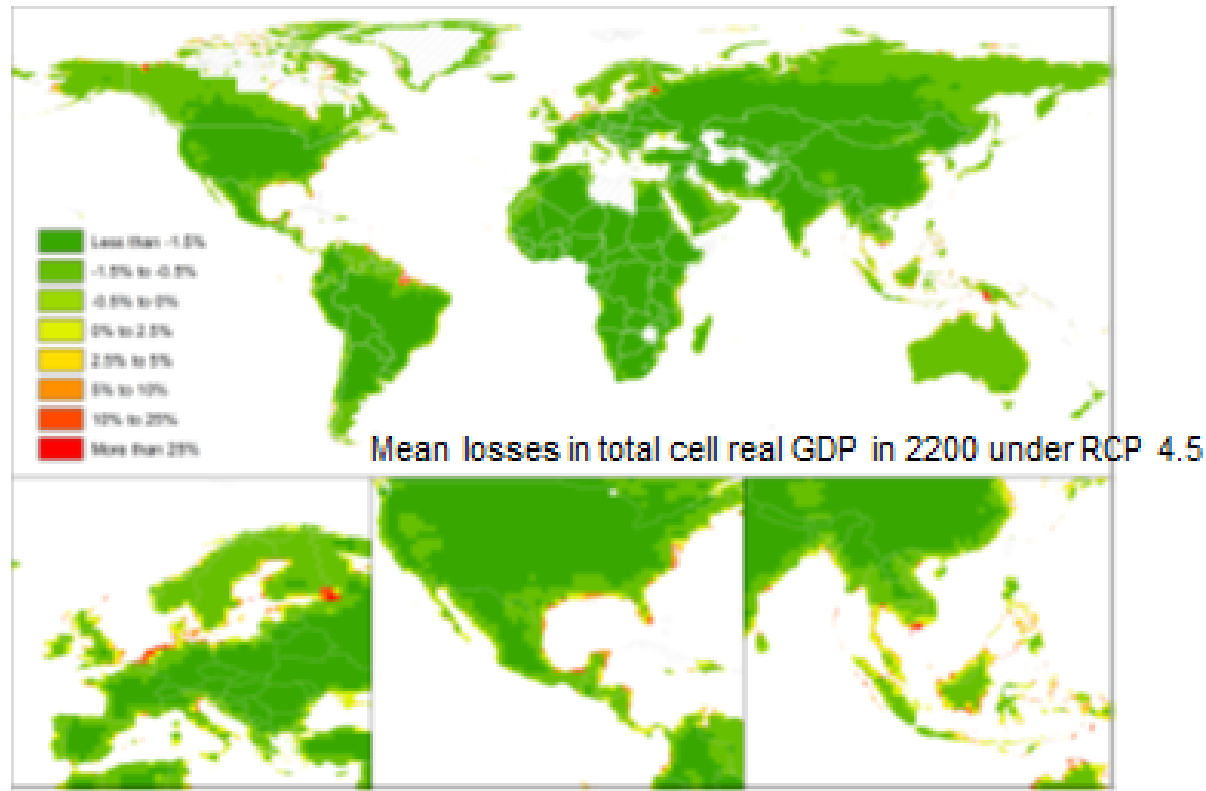 Less than -1.5%
-1.5% to -0.5%
-0.5% to 0%
0% to 2.5%
2.5% to 5%
5% to 10%
10% to 25%
More than 25%
Mean losses in total cell real GDP in 2200 under RCP 4.5